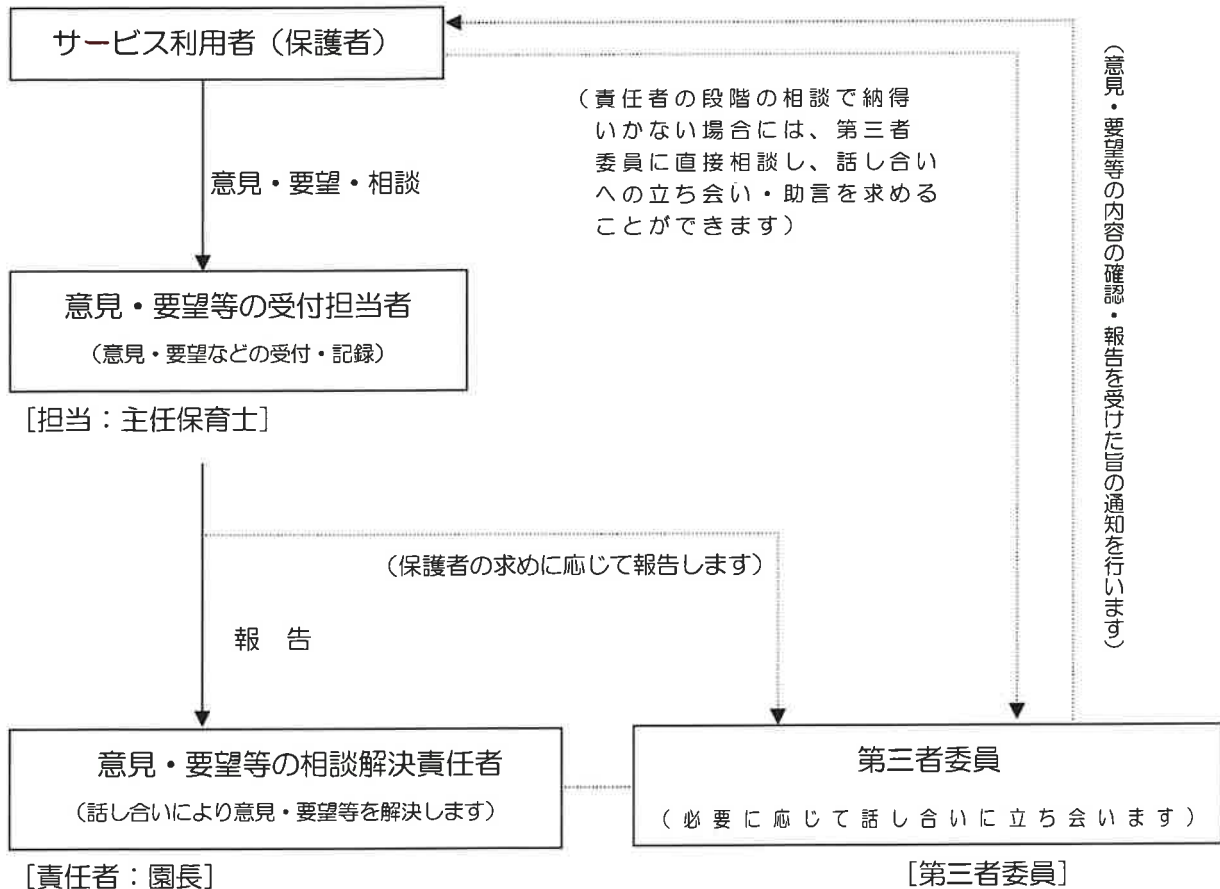 サービス利用者（保護者）
（責任者の段階の相談で納得
いかない場合には、第三者
委員に直接相談し、話し合い
への立ち会い・助言を求める
ことができます）
（意見・要望等の内容の確認・報告を受けた旨の通知を行います）
意見・要望・相談
意見・要望等の受付担当者
（意見・要望などの受付・記録）
[担当：主任保育士]
（保護者の求めに応じて報告します）
報　告
意見・要望等の相談解決責任者
（話し合いにより意見・要望等を解決します）
[責任者：園長]
第三者委員
（必要に応じて話し合いに立ち会います）
[第三者委員]